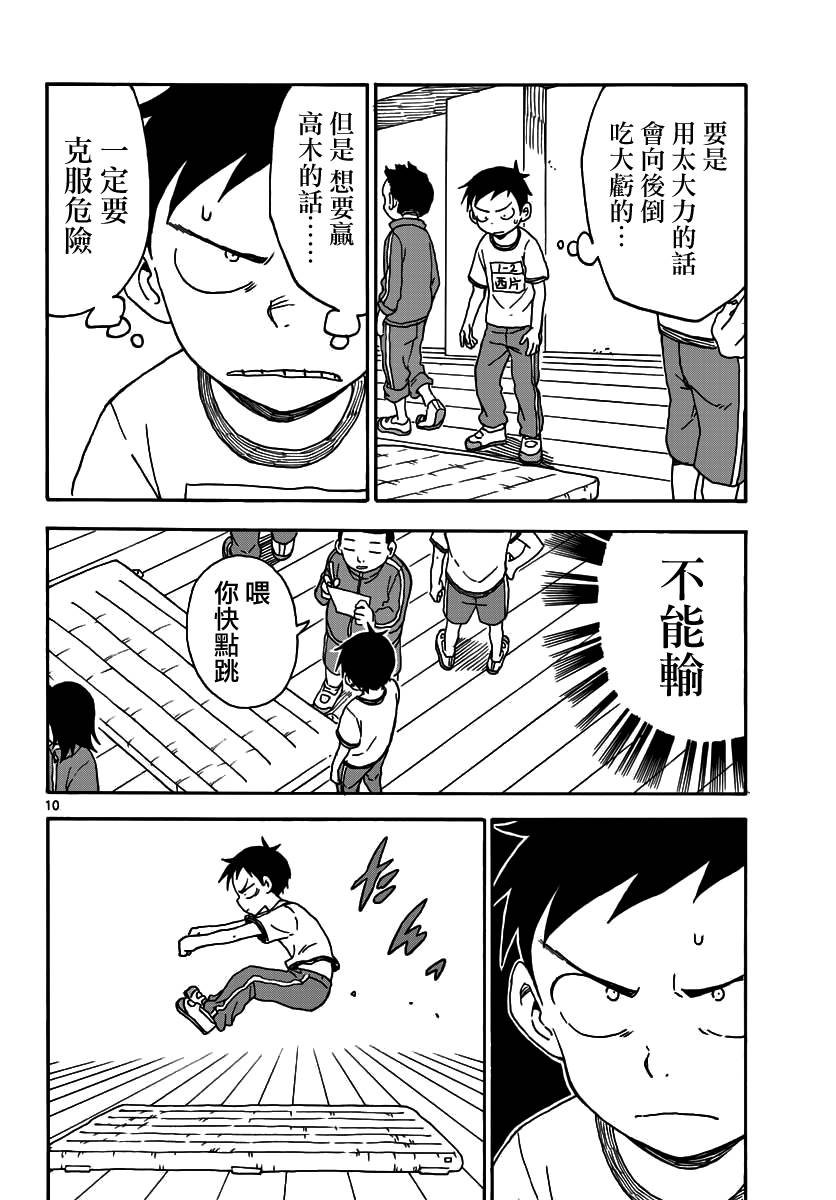 要是
用太大力的話
會向後倒
吃大虧的…
1-2
西片
但是 想要贏
高木的話……
一定要
克服危險
不能輸
喂
你快點跳
10